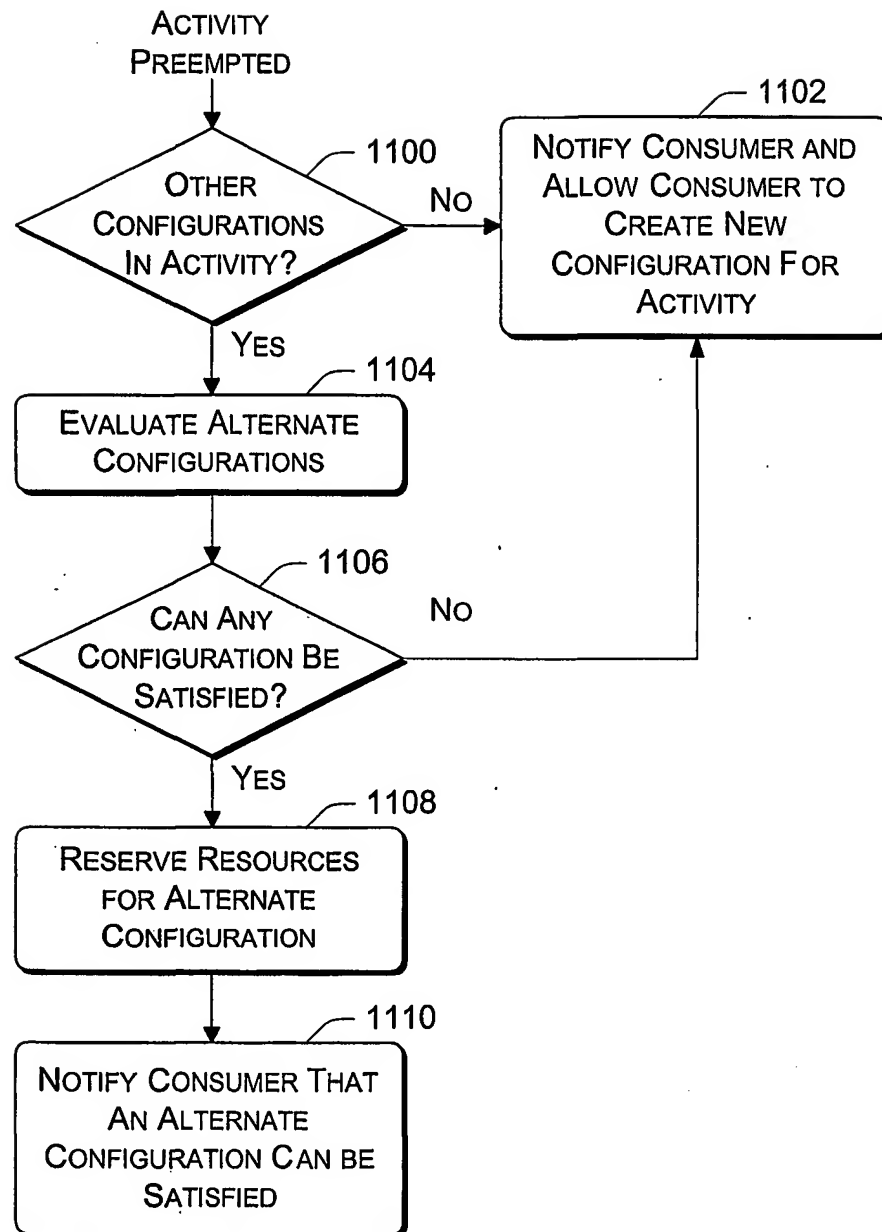 ACTIVITY
PREEMPTED
1100
OTHER
CONFIGURATIONS
IN ACTIVITY?
NO
1102
NOTIFY CONSUMER AND
ALLOW CONSUMER TO
CREATE NEW
CONFIGURATION FOR
ACTIVITY
YES
1104
EVALUATE ALTERNATE
CONFIGURATIONS
1106
CAN ANY
CONFIGURATION BE
SATISFIED?
NO
YES
1108
RESERVE RESOURCES
FOR ALTERNATE
CONFIGURATION
1110
NOTIFY CONSUMER THAT
AN ALTERNATE
CONFIGURATION CAN BE
SATISFIED